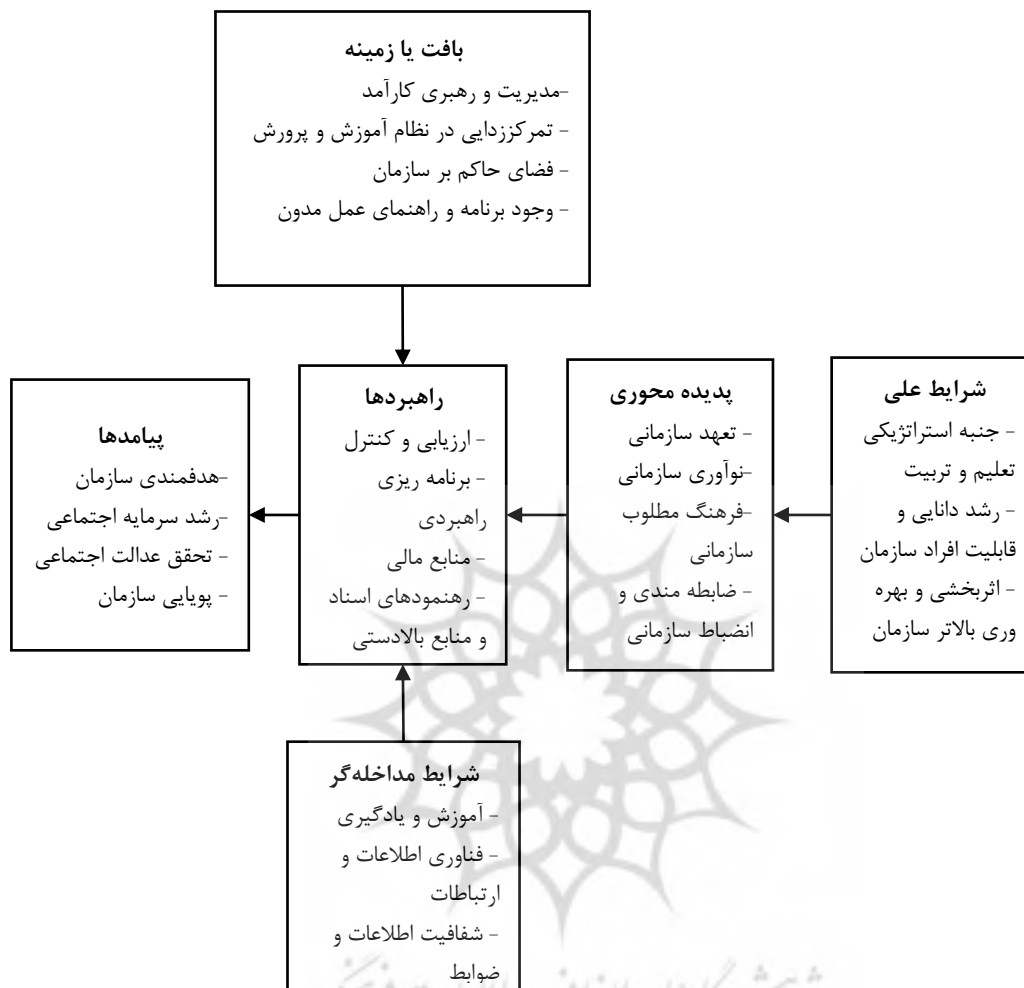 بافت یا زمینه
-مدیریت و رهبری کارآمد
- تمرکززدایی در نظام آموزش و پرورش
- فضای حاکم بر سازمان
- وجود برنامه و راهنمای عمل مدون
شرایط علی
- جنبه استراتژیکی
تعلیم و تربیت
- رشد دانایی و
قابلیت افراد سازمان
- اثربخشی و بهره
وری بالاتر سازمان
پدیده محوری
- تعهد سازمانی
-نوآوری سازمانی
-فرهنگ مطلوب
سازمانی
- ضابطه مندی و
انضباط سازمانی
راهبردها
- ارزیابی و کنترل
- برنامه ریزی
راهبردی
- منابع مالی
- رهنمودهای اسناد
و منابع بالادستی
پیامدها
-هدفمندی سازمان
-رشد سرمایه اجتماعی
- تحقق عدالت اجتماعی
- پویایی سازمان
شرایط مداخله‌گر
- آموزش و یادگیری
- فناوری اطلاعات و
ارتباطات
- شفافیت اطلاعات و
ضوابط